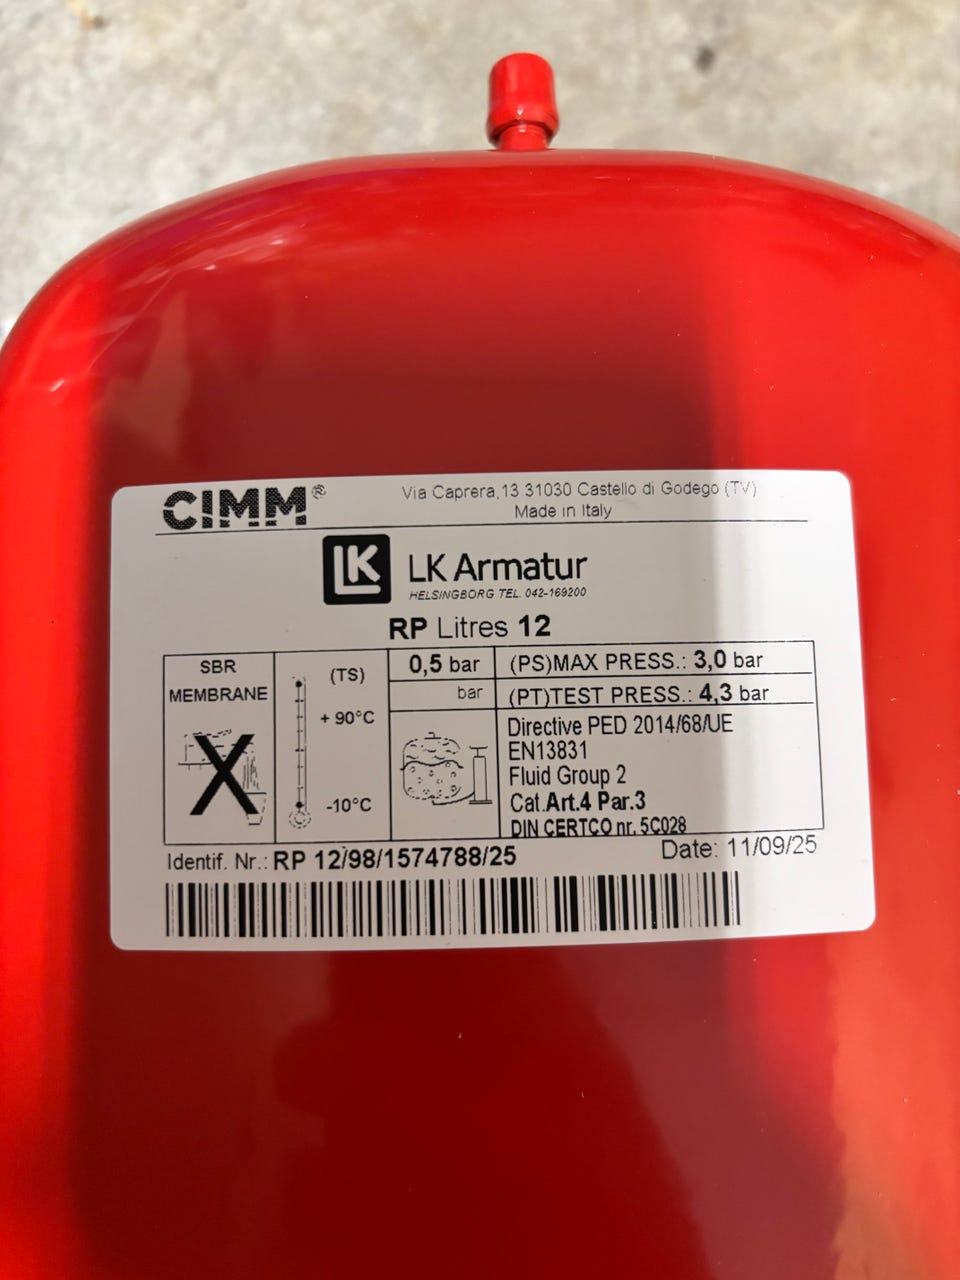 CIMM®
Via Caprera,13 31030 Castello di Godego (TV)
Made in Italy
LK LK Armatur
HELSINGBORG TEL. 042-169200
RP Litres 12
SBR
MEMBRANE
(TS)
+ 90°C
-10°C
0,5 bar
bar
(PS)MAX PRESS.: 3,0 bar
(PT)TEST PRESS.: 4,3 bar
Directive PED 2014/68/UE
EN13831
Fluid Group 2
Cat.Art.4 Par.3
DIN CERTCO nr. 5C028
Identif. Nr.: RP 12/98/1574788/25
Date: 11/09/25